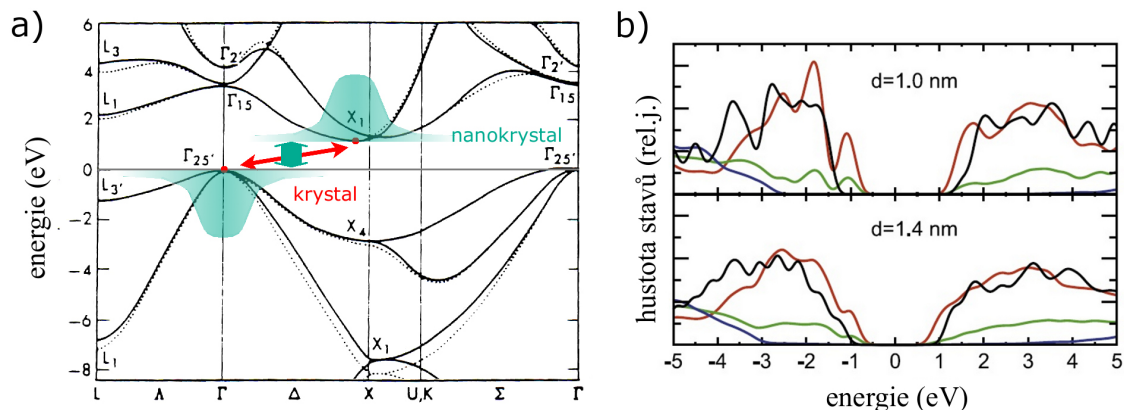 a)
energie (eV)
6
4
2
0
−2
−4
−6
−8
L3
L1
L3'
L1
Γ2'
Γ15
Γ25'
X1
X4
X1
Γ2'
Γ15
Γ25'
nanokrystal
krystal
L Λ Γ Δ X U,K Σ Γ
b)
hustota stavů (rel.j.)
d=1.0 nm
d=1.4 nm
-5 -4 -3 -2 -1 0 1 2 3 4 5
energie (eV)